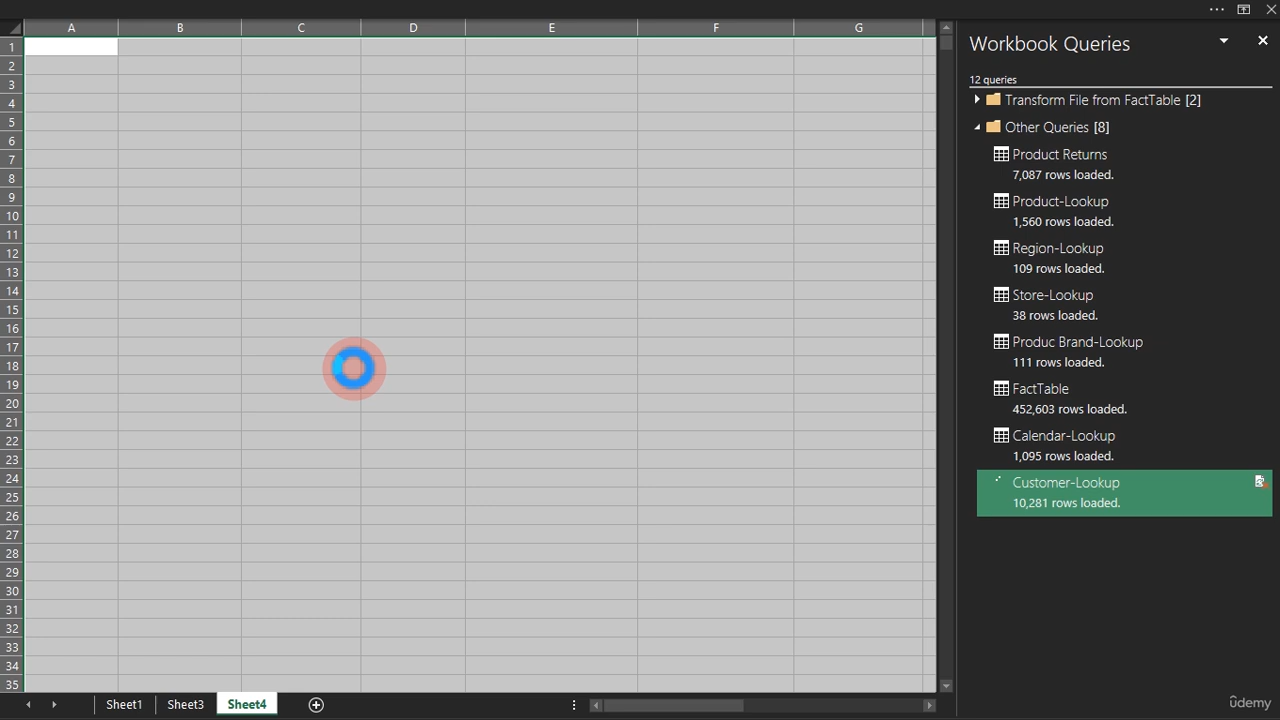 A B C D E F G
1
2
3
4
5
6
7
8
9
10
11
12
13
14
15
16
17
18
19
20
21
22
23
24
25
26
27
28
29
30
31
32
33
34
35
Sheet1 Sheet3 Sheet4
Workbook Queries
12 queries
Transform File from FactTable [2]
Other Queries [8]
Product Returns
7,087 rows loaded.
Product-Lookup
1,560 rows loaded.
Region-Lookup
109 rows loaded.
Store-Lookup
38 rows loaded.
Produc Brand-Lookup
111 rows loaded.
FactTable
452,603 rows loaded.
Calendar-Lookup
1,095 rows loaded.
Customer-Lookup
10,281 rows loaded.
ûdemy